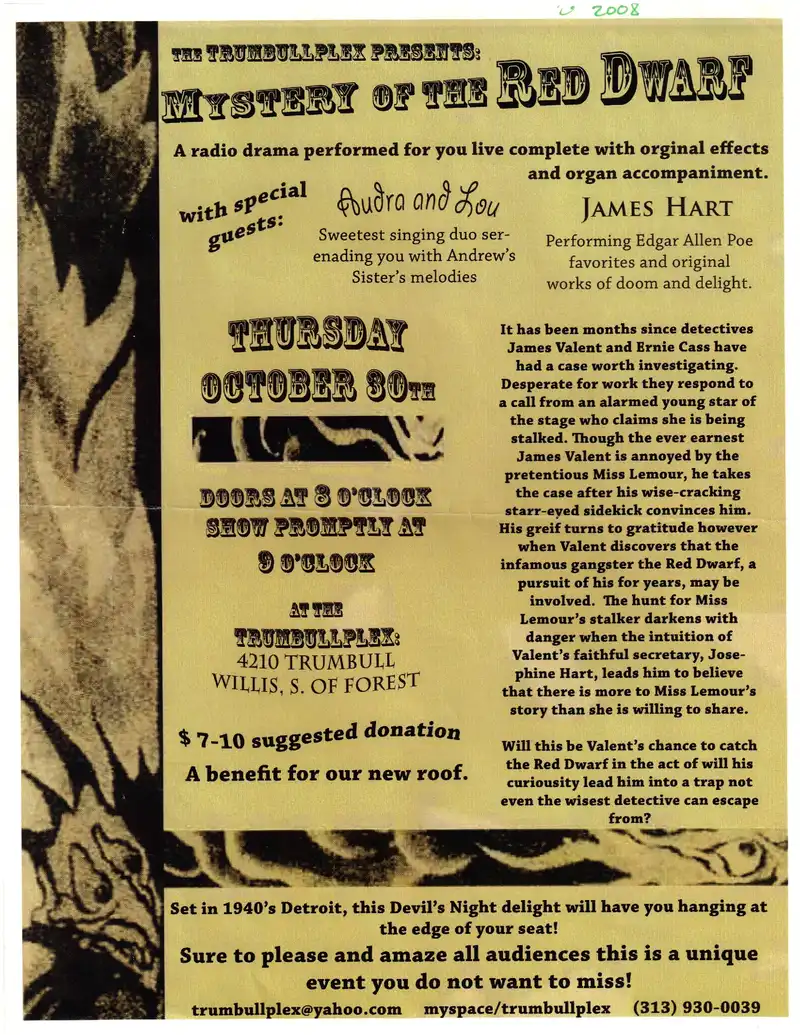 2008
THE TRUMBULLPLEX PRESENTS:
MYSTERY OF THE RED DWARF
A radio drama performed for you live complete with orginal effects
and organ accompaniment.
with special
guests:
Audra and Lou
Sweetest singing duo ser-
enading you with Andrew's
Sister's melodies
JAMES HART
Performing Edgar Allen Poe
favorites and original
works of doom and delight.
THURSDAY
OCTOBER 30TH
DOORS AT 8 O'CLOCK
SHOW PROMPTLY AT
9 O'CLOCK
AT THE
TRUMBULLPLEX:
4210 TRUMBULL
WILLIS, S. OF FOREST
$ 7-10 suggested donation
A benefit for our new roof.
It has been months since detectives
James Valent and Ernie Cass have
had a case worth investigating.
Desperate for work they respond to
a call from an alarmed young star of
the stage who claims she is being
stalked. Though the ever earnest
James Valent is annoyed by the
pretentious Miss Lemour, he takes
the case after his wise-cracking
starr-eyed sidekick convinces him.
His greif turns to gratitude however
when Valent discovers that the
infamous gangster the Red Dwarf, a
pursuit of his for years, may be
involved. The hunt for Miss
Lemour's stalker darkens with
danger when the intuition of
Valent's faithful secretary, Jose-
phine Hart, leads him to believe
that there is more to Miss Lemour's
story than she is willing to share.
Will this be Valent's chance to catch
the Red Dwarf in the act of will his
curiousity lead him into a trap not
even the wisest detective can escape
from?
Set in 1940's Detroit, this Devil's Night delight will have you hanging at
the edge of your seat!
Sure to please and amaze all audiences this is a unique
event you do not want to miss!
trumbullplex@yahoo.com myspace/trumbullplex (313) 930-0039